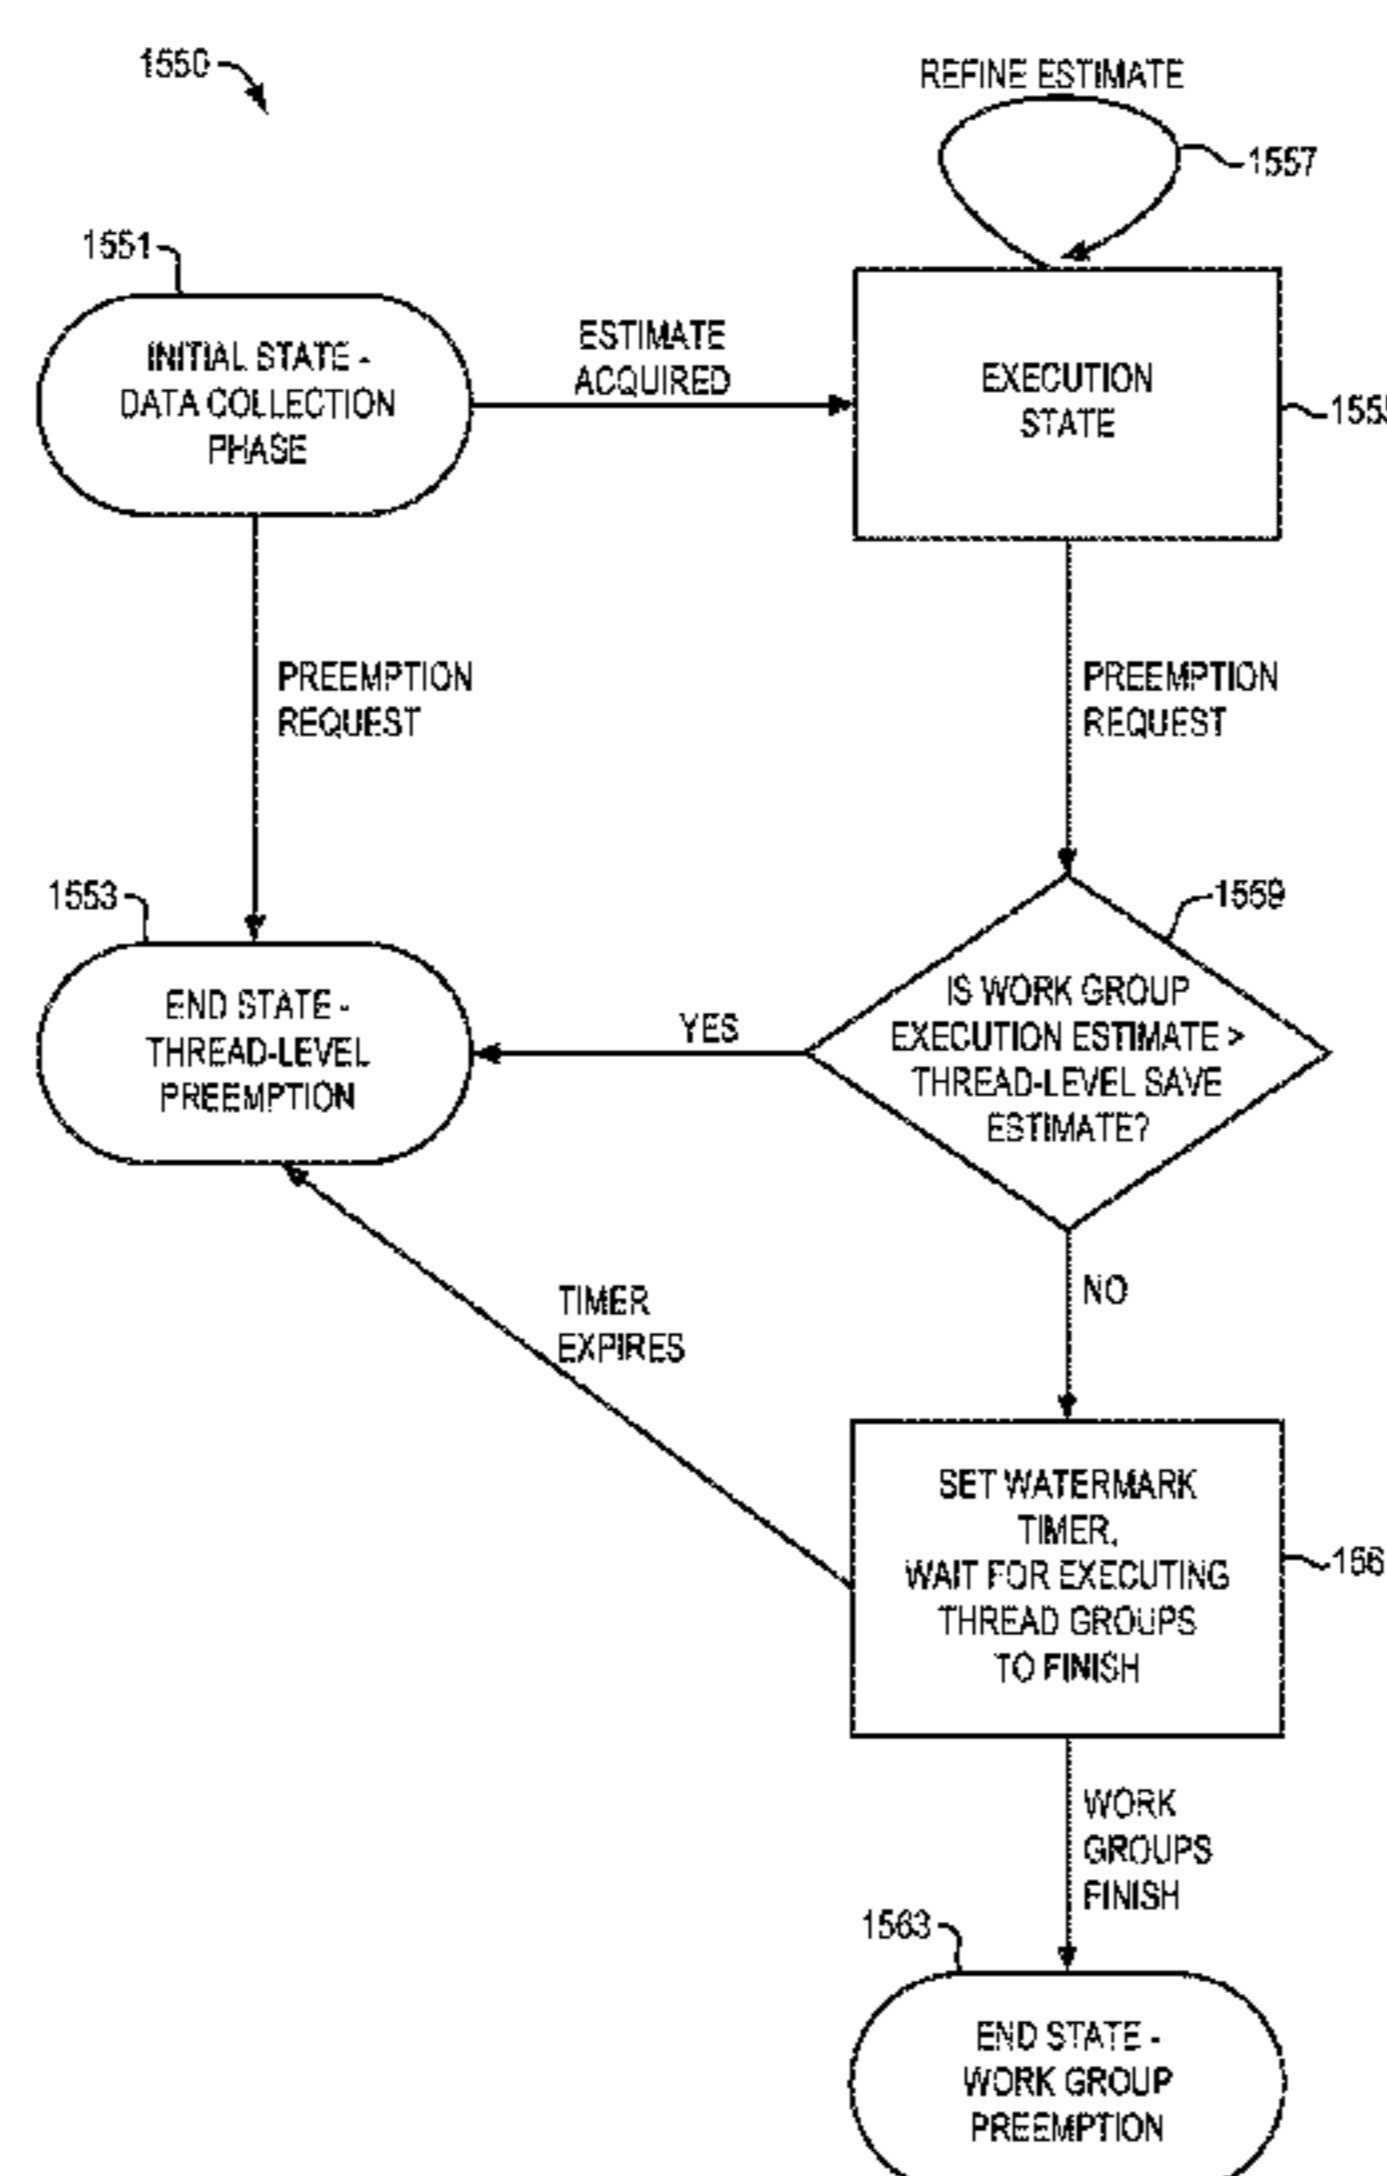 1550
REFINE ESTIMATE
1557
1551
INITIAL STATE -
DATA COLLECTION
PHASE
ESTIMATE
ACQUIRED
EXECUTION
STATE
PREEMPTION
REQUEST
PREEMPTION
REQUEST
1553
1559
END STATE -
THREAD-LEVEL
PREEMPTION
YES
IS WORK GROUP
EXECUTION ESTIMATE >
THREAD-LEVEL SAVE
ESTIMATE?
NO
TIMER
EXPIRES
SET WATERMARK
TIMER,
WAIT FOR EXECUTING
THREAD GROUPS
TO FINISH
WORK
GROUPS
FINISH
1563
END STATE -
WORK GROUP
PREEMPTION